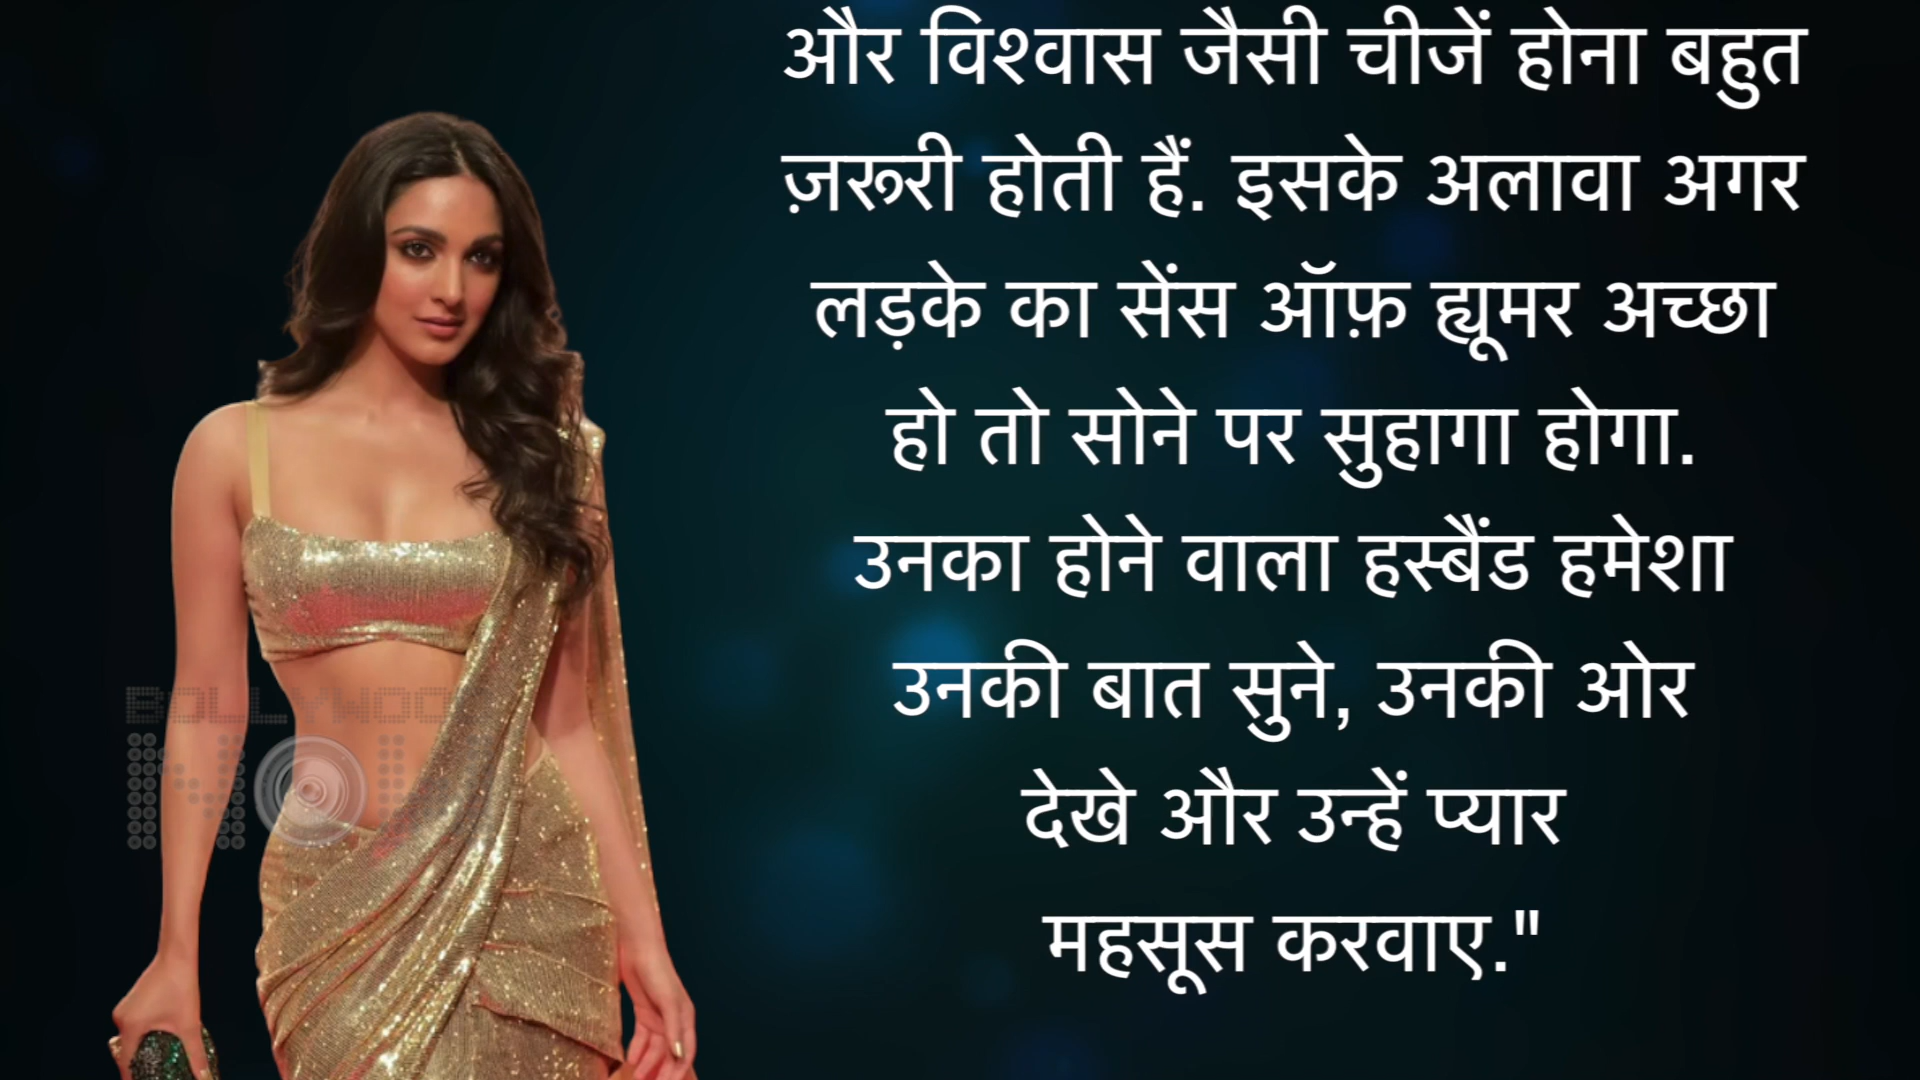 और विश्वास जैसी चीजें होना बहुत
ज़रूरी होती हैं. इसके अलावा अगर
लड़के का सेंस ऑफ़ ह्यूमर अच्छा
हो तो सोने पर सुहागा होगा.
उनका होने वाला हस्बैंड हमेशा
उनकी बात सुने, उनकी ओर
देखे और उन्हें प्यार
महसूस करवाए."
BOLLYWOO